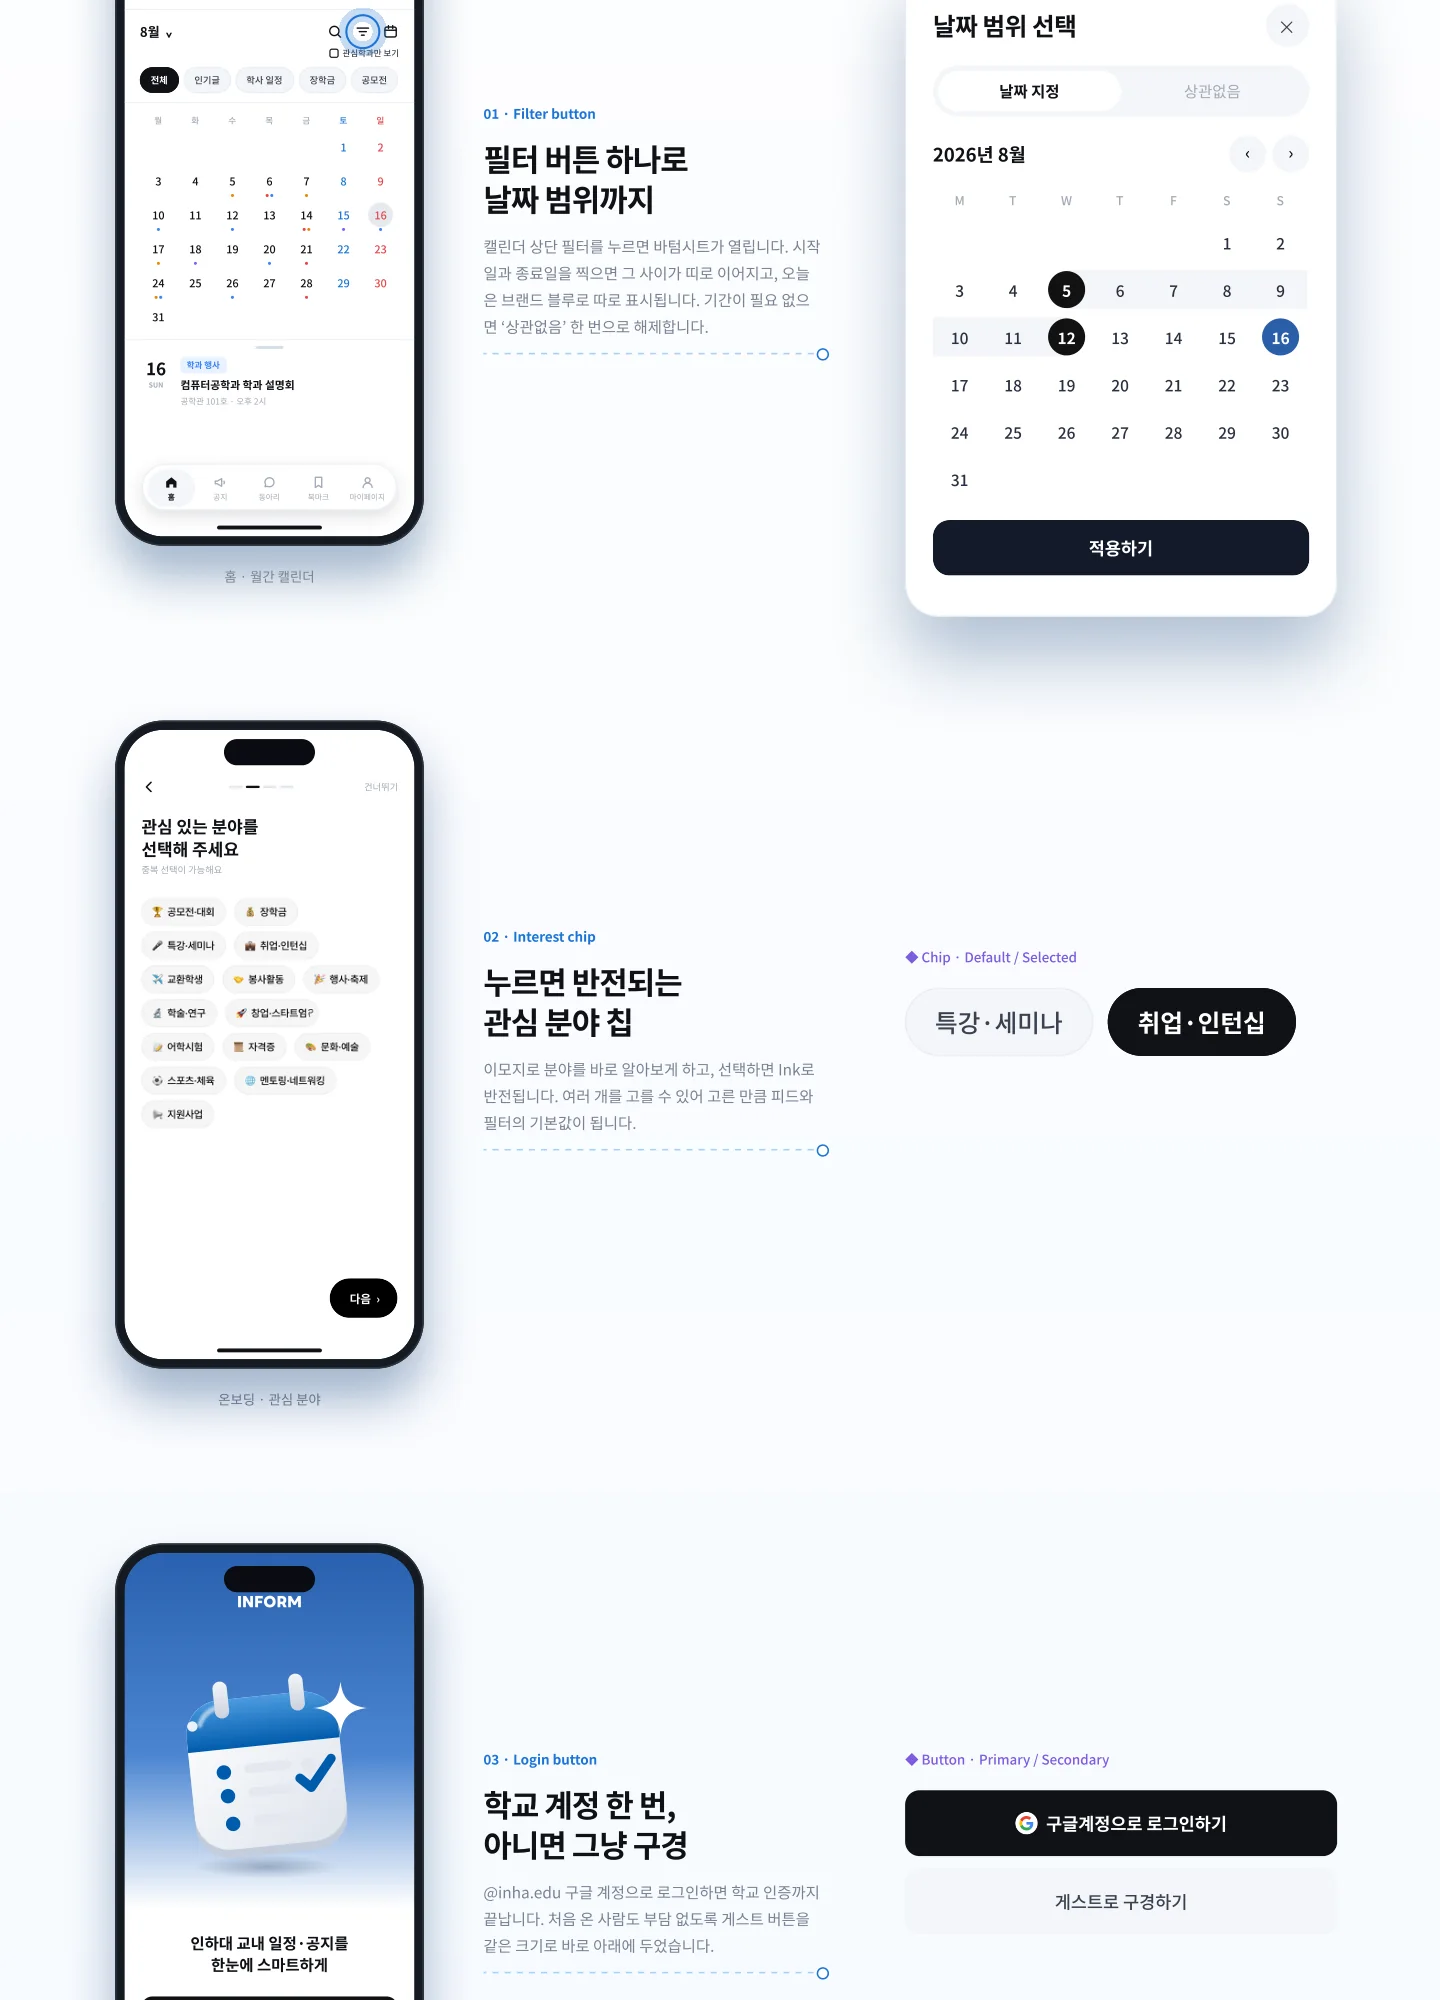 8월
관심학과만 보기
전체 인기글 학사 일정 장학금 공모전
월 화 수 목 금 토 일
1 2
3 4 5 6 7 8 9
10 11 12 13 14 15 16
17 18 19 20 21 22 23
24 25 26 27 28 29 30
31
16 학과 행사
SUN 컴퓨터공학과 학과 설명회
공학관 101호 · 오후 2시
홈 공지 동아리 북마크 마이페이지
홈 · 월간 캘린더
01 · Filter button
필터 버튼 하나로
날짜 범위까지
캘린더 상단 필터를 누르면 바텀시트가 열립니다. 시작
일과 종료일을 찍으면 그 사이가 띠로 이어지고, 오늘
은 브랜드 블루로 따로 표시됩니다. 기간이 필요 없으
면 ‘상관없음’ 한 번으로 해제합니다.
날짜 범위 선택
날짜 지정 상관없음
2026년 8월 ‹ ›
M T W T F S S
1 2
3 4 5 6 7 8 9
10 11 12 13 14 15 16
17 18 19 20 21 22 23
24 25 26 27 28 29 30
31
적용하기
건너뛰기
관심 있는 분야를
선택해 주세요
중복 선택이 가능해요
공모전·대회 장학금
특강·세미나 취업·인턴십
교환학생 봉사활동 행사·축제
학술·연구 창업·스타트업?
어학시험 자격증 문화·예술
스포츠·체육 멘토링·네트워킹
지원사업
다음 ›
온보딩 · 관심 분야
02 · Interest chip
누르면 반전되는
관심 분야 칩
이모지로 분야를 바로 알아보게 하고, 선택하면 Ink로
반전됩니다. 여러 개를 고를 수 있어 고른 만큼 피드와
필터의 기본값이 됩니다.
◆ Chip · Default / Selected
특강·세미나 취업·인턴십
INFORM
인하대 교내 일정·공지를
한눈에 스마트하게
03 · Login button
학교 계정 한 번,
아니면 그냥 구경
@inha.edu 구글 계정으로 로그인하면 학교 인증까지
끝납니다. 처음 온 사람도 부담 없도록 게스트 버튼을
같은 크기로 바로 아래에 두었습니다.
◆ Button · Primary / Secondary
구글계정으로 로그인하기
게스트로 구경하기